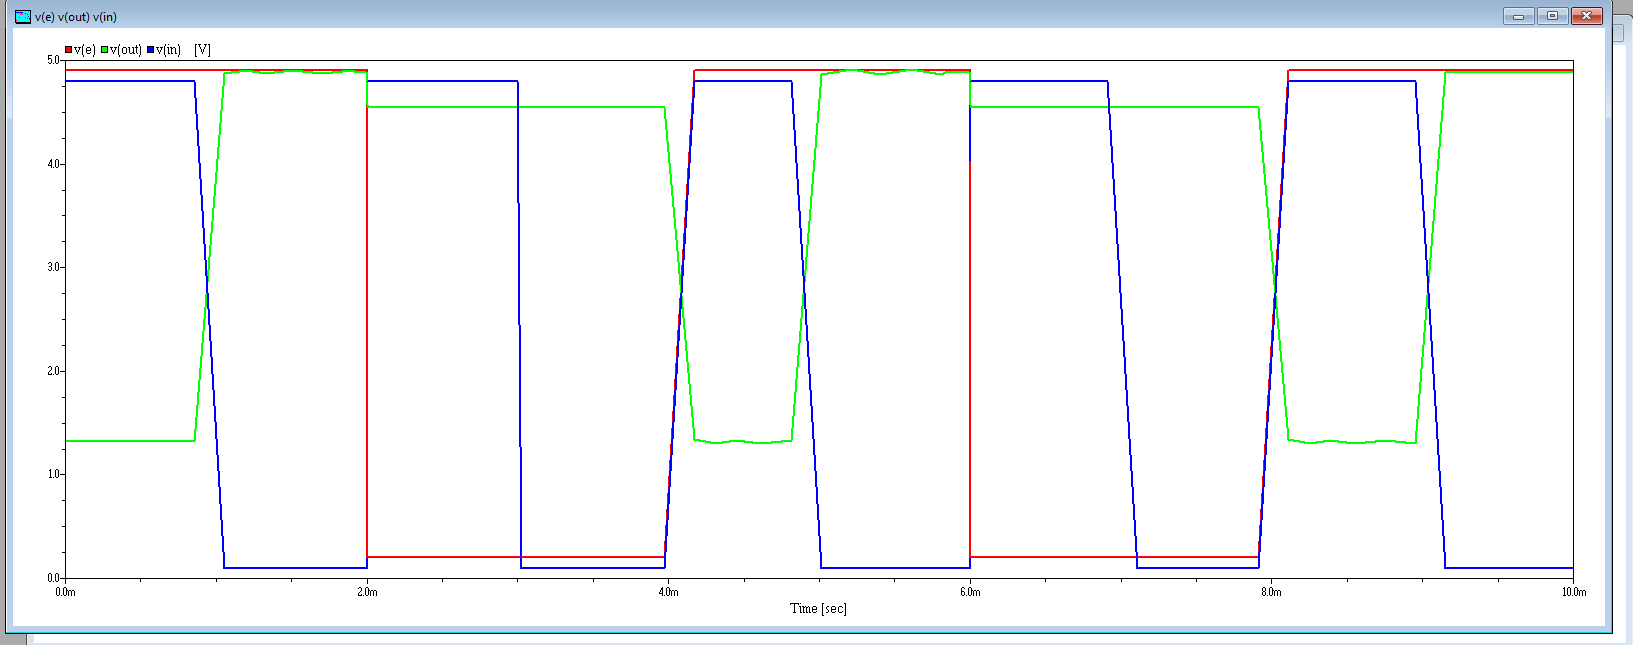 v(e) v(out) v(in)
v(e) v(out) v(in) [V]
5.0
4.0
3.0
2.0
1.0
0.0
0.0m 2.0m 4.0m 6.0m 8.0m 10.0m
Time [sec]